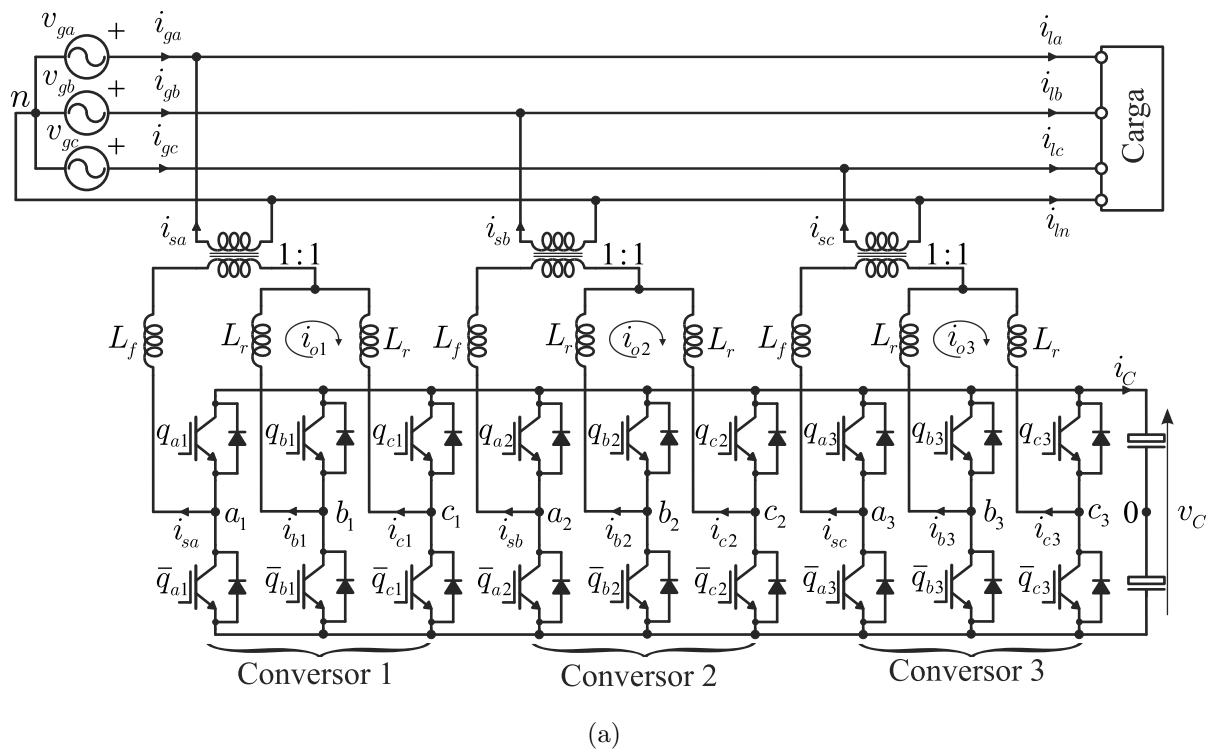 v_ga + i_ga i_la
v_gb + i_gb i_lb
n
v_gc + i_gc i_lc
Carga
i_sa i_sb i_sc i_ln
1:1 1:1 1:1
L_f L_r i_o1 L_r L_f L_r i_o2 L_r L_f L_r i_o3 L_r
i_C
q_a1 q_b1 q_c1 q_a2 q_b2 q_c2 q_a3 q_b3 q_c3
a_1 b_1 c_1 a_2 b_2 c_2 a_3 b_3 c_3 0 v_C
i_sa i_b1 i_c1 i_sb i_b2 i_c2 i_sc i_b3 i_c3
q̅_a1 q̅_b1 q̅_c1 q̅_a2 q̅_b2 q̅_c2 q̅_a3 q̅_b3 q̅_c3
Conversor 1 Conversor 2 Conversor 3
(a)